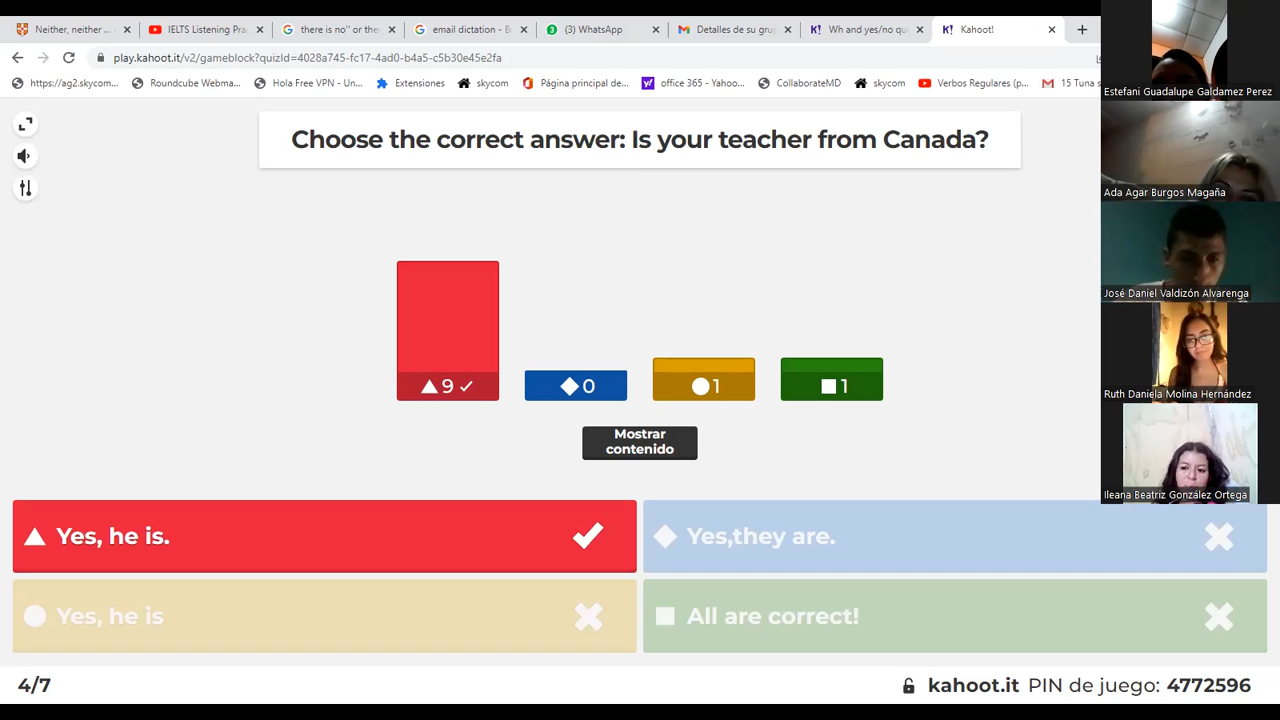 Neither, neither ...
IELTS Listening Prac
there is no" or the
email dictation - B
(3) WhatsApp
Detalles de su gru
Wh and yes/no qu
Kahoot!
play.kahoot.it/v2/gameblock?quizId=4028a745-fc17-4ad0-b4a5-c5b30e45e2fa
https://ag2.skycom...
Roundcube Webma...
Hola Free VPN - Un...
Extensiones
skycom
Página principal de...
office 365 - Yahoo...
CollaborateMD
skycom
Verbos Regulares (p...
15 Tuna s
Choose the correct answer: Is your teacher from Canada?
9
0
1
1
Mostrar
contenido
Yes, he is.
Yes,they are.
Yes, he is
All are correct!
4/7
kahoot.it PIN de juego: 4772596
Estefani Guadalupe Galdamez Perez
Ada Agar Burgos Magaña
José Daniel Valdizón Alvarenga
Ruth Daniela Molina Hernández
Ileana Beatriz González Ortega